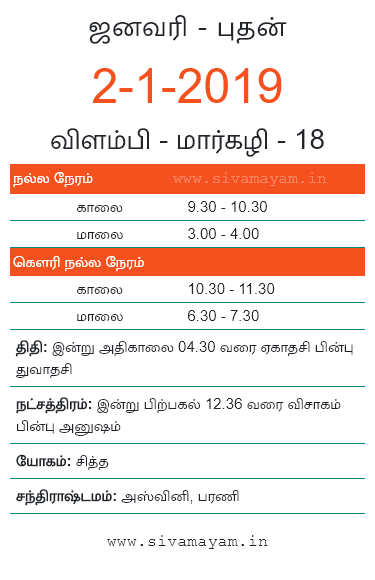 ஜனவரி - புதன்
2-1-2019
விளம்பி - மார்கழி - 18
நல்ல நேரம் www.sivamayam.in
காலை 9.30 - 10.30
மாலை 3.00 - 4.00
கௌரி நல்ல நேரம்
காலை 10.30 - 11.30
மாலை 6.30 - 7.30
திதி: இன்று அதிகாலை 04.30 வரை ஏகாதசி பின்பு
துவாதசி
நட்சத்திரம்: இன்று பிற்பகல் 12.36 வரை விசாகம்
பின்பு அனுஷம்
யோகம்: சித்த
சந்திராஷ்டமம்: அஸ்வினி, பரணி
www.sivamayam.in